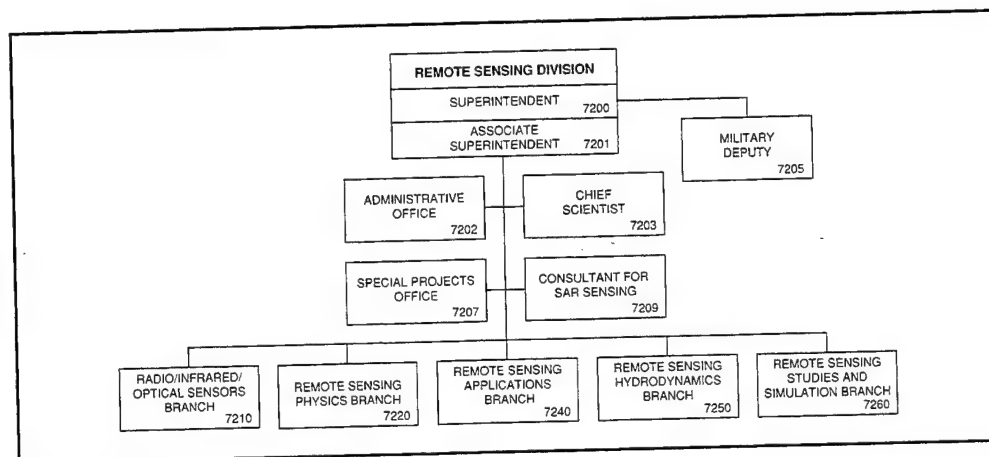 REMOTE SENSING DIVISION
SUPERINTENDENT
7200
ASSOCIATE
SUPERINTENDENT
7201
MILITARY
DEPUTY
7205
ADMINISTRATIVE
OFFICE
7202
CHIEF
SCIENTIST
7203
SPECIAL PROJECTS
OFFICE
7207
CONSULTANT FOR
SAR SENSING
7209
RADIO/INFRARED/
OPTICAL SENSORS
BRANCH
7210
REMOTE SENSING
PHYSICS BRANCH
7220
REMOTE SENSING
APPLICATIONS
BRANCH
7240
REMOTE SENSING
HYDRODYNAMICS
BRANCH
7250
REMOTE SENSING
STUDIES AND
SIMULATION BRANCH
7260